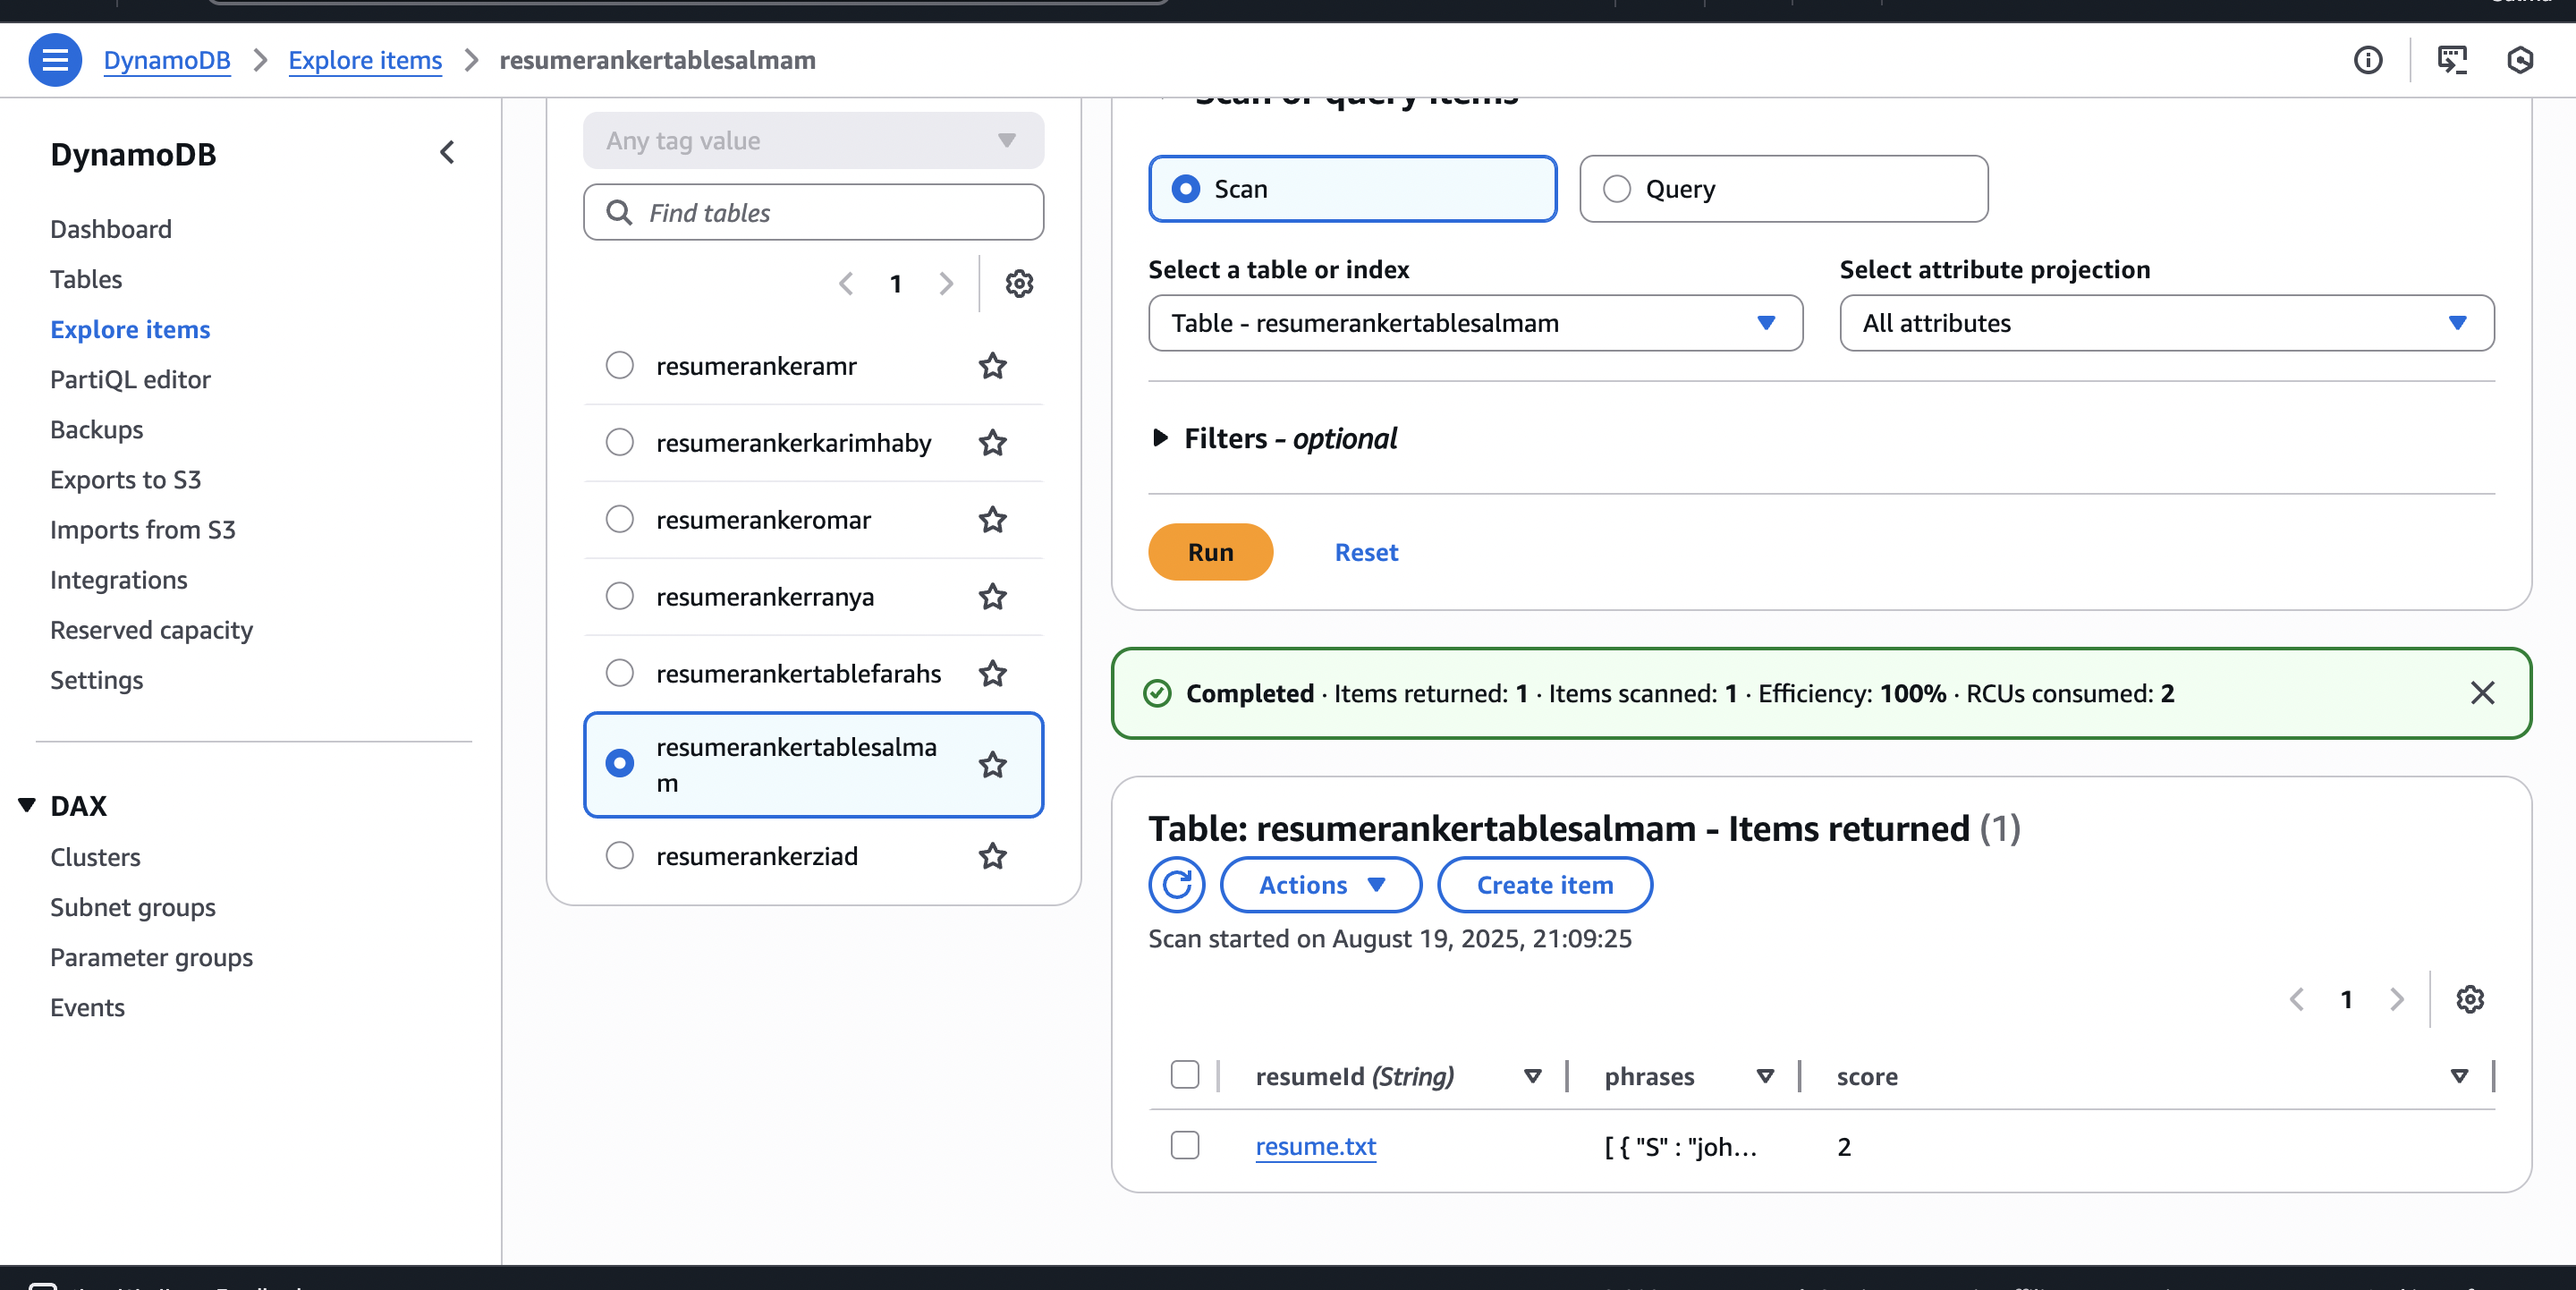 DynamoDB
Explore items
resumerankertablesalmam
DynamoDB
Dashboard
Tables
Explore items
PartiQL editor
Backups
Exports to S3
Imports from S3
Integrations
Reserved capacity
Settings
DAX
Clusters
Subnet groups
Parameter groups
Events
Any tag value
Find tables
1
resumerankeramr
resumerankerkarimhaby
resumerankeromar
resumerankerranya
resumerankertablefarahs
resumerankertablesalma
m
resumerankerziad
Scan or query items
Scan
Query
Select a table or index
Select attribute projection
Table - resumerankertablesalmam
All attributes
Filters - optional
Run
Reset
Completed · Items returned: 1 · Items scanned: 1 · Efficiency: 100% · RCUs consumed: 2
Table: resumerankertablesalmam - Items returned (1)
Actions
Create item
Scan started on August 19, 2025, 21:09:25
1
resumeId (String)
phrases
score
resume.txt
[ { "S" : "joh...
2